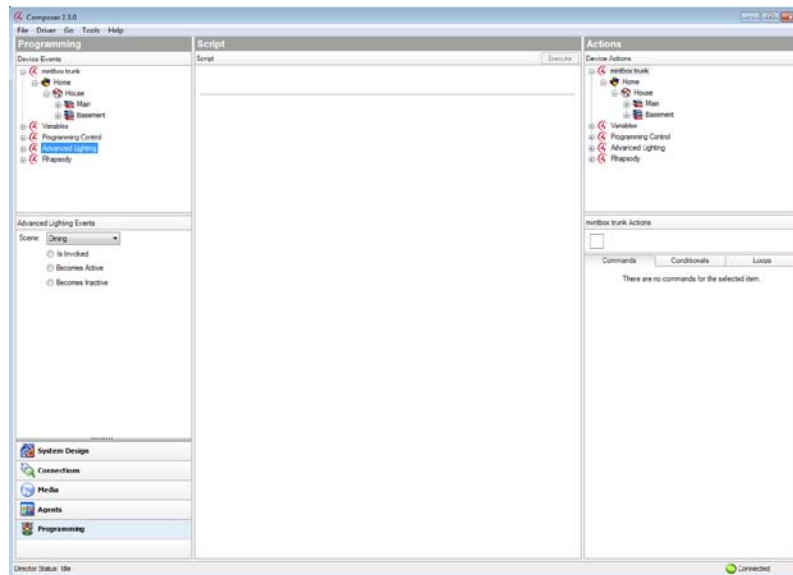 Composer 2.3.0
File Driver Go Tools Help
Programming
Device Events
mintbox trunk
Home
House
Main
Basement
Variables
Programming Control
Advanced Lighting
Rhapsody
Advanced Lighting Events
Scene: Dining
Is Invoked
Becomes Active
Becomes Inactive
System Design
Connections
Media
Agents
Programming
Script
Script Execute
Actions
Device Actions
mintbox trunk
Home
House
Main
Basement
Variables
Programming Control
Advanced Lighting
Rhapsody
mintbox trunk Actions
Commands Conditionals Loops
There are no commands for the selected item.
Director Status: Idle
Connected